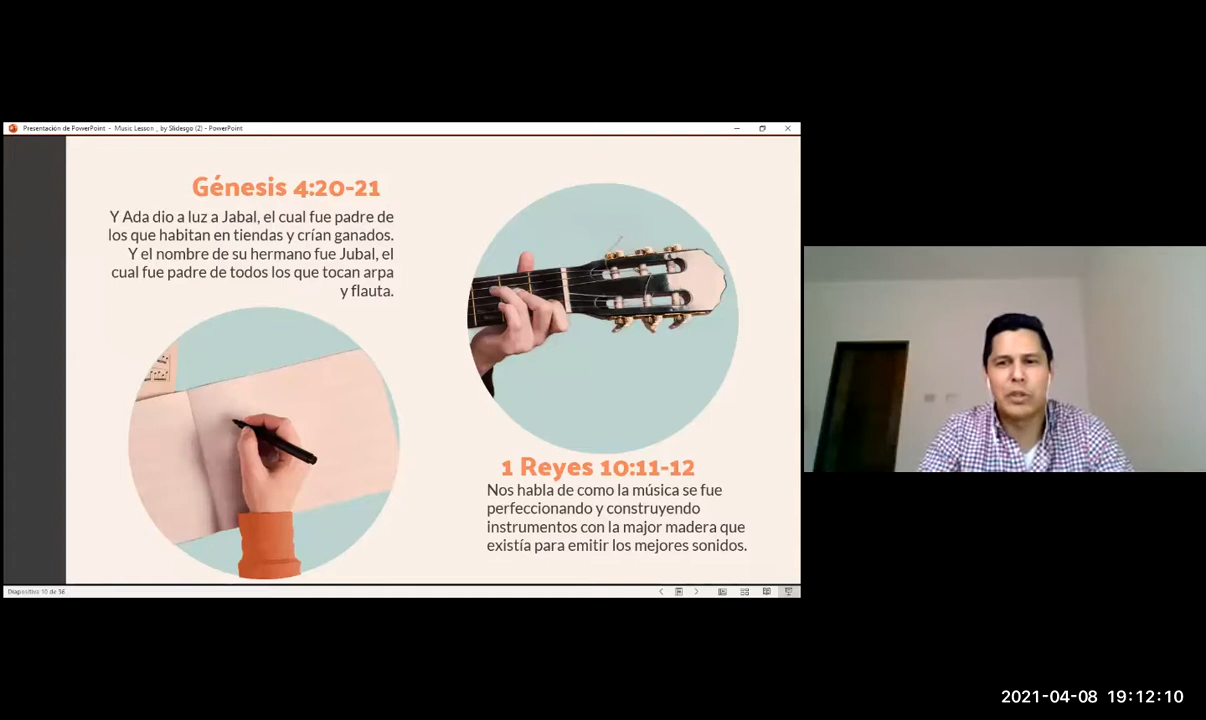 Presentación de PowerPoint - Music Lesson _ by Slidesgo (2) - PowerPoint
Génesis 4:20-21
Y Ada dio a luz a Jabal, el cual fue padre de
los que habitan en tiendas y crían ganados.
Y el nombre de su hermano fue Jubal, el
cual fue padre de todos los que tocan arpa
y flauta.
1 Reyes 10:11-12
Nos habla de como la música se fue
perfeccionando y construyendo
instrumentos con la major madera que
existía para emitir los mejores sonidos.
Diapositiva 10 de 36
2021-04-08 19:12:10